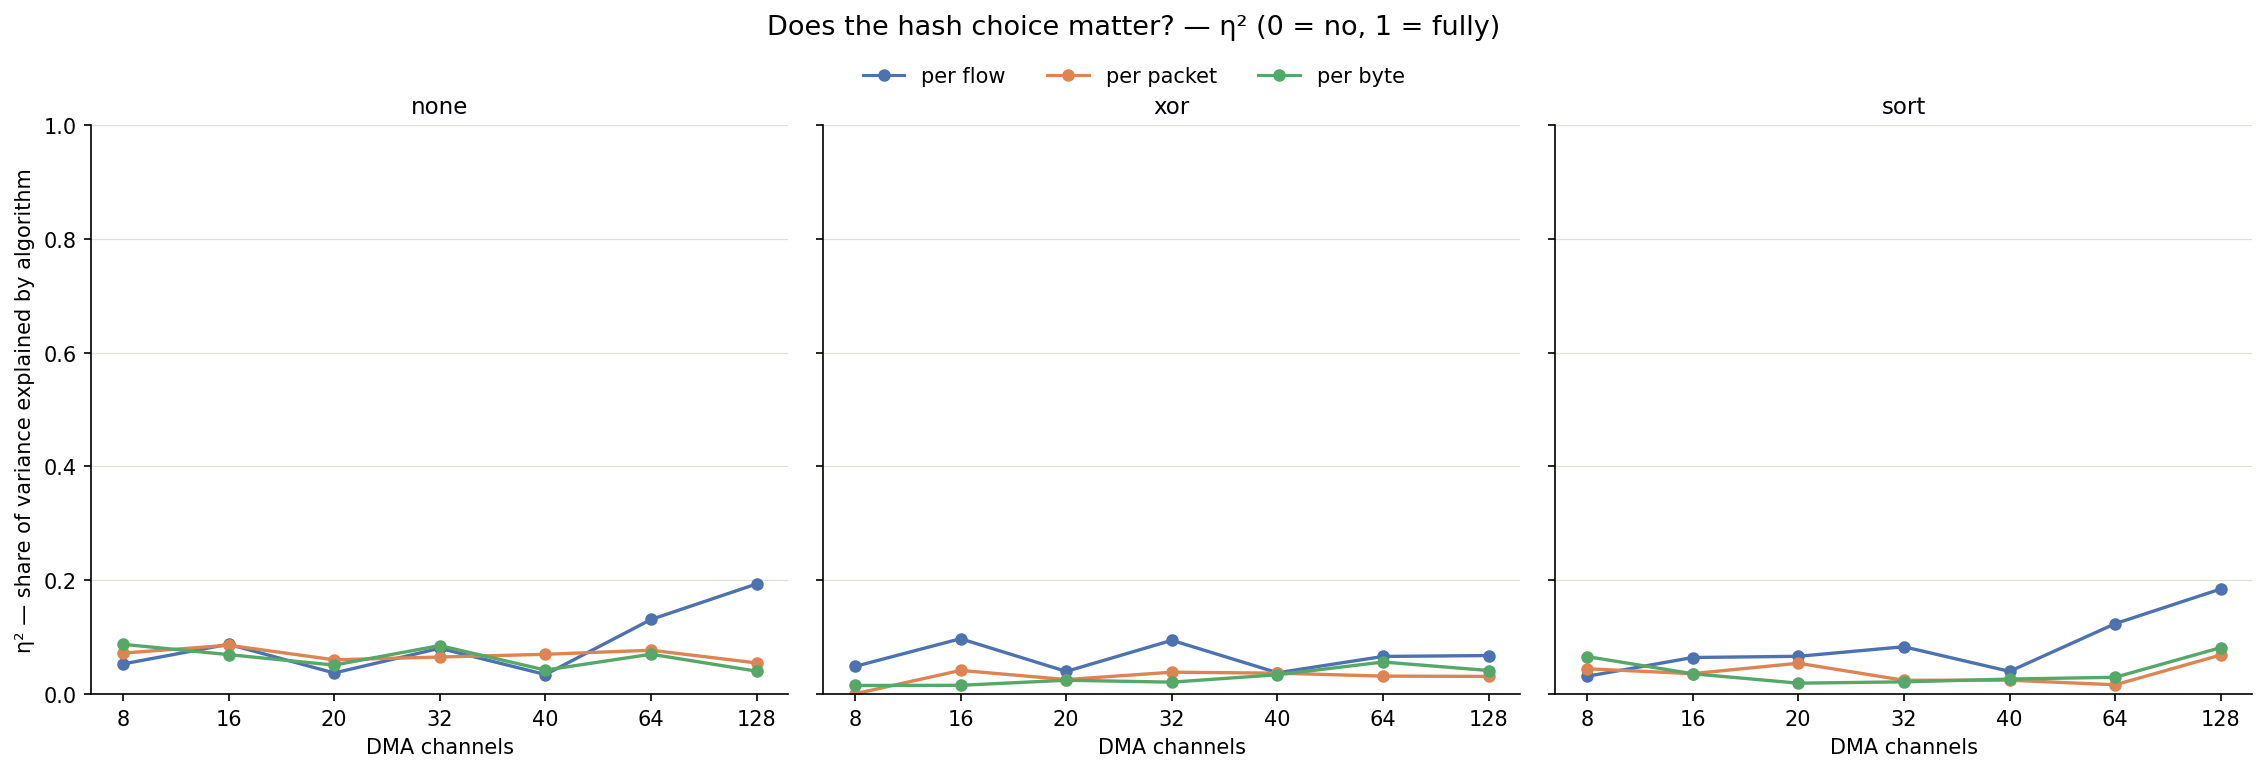 Does the hash choice matter? — η² (0 = no, 1 = fully)
per flow per packet per byte
none
xor
sort
η² — share of variance explained by algorithm
1.0
0.8
0.6
0.4
0.2
0.0
8 16 20 32 40 64 128
8 16 20 32 40 64 128
8 16 20 32 40 64 128
DMA channels
DMA channels
DMA channels